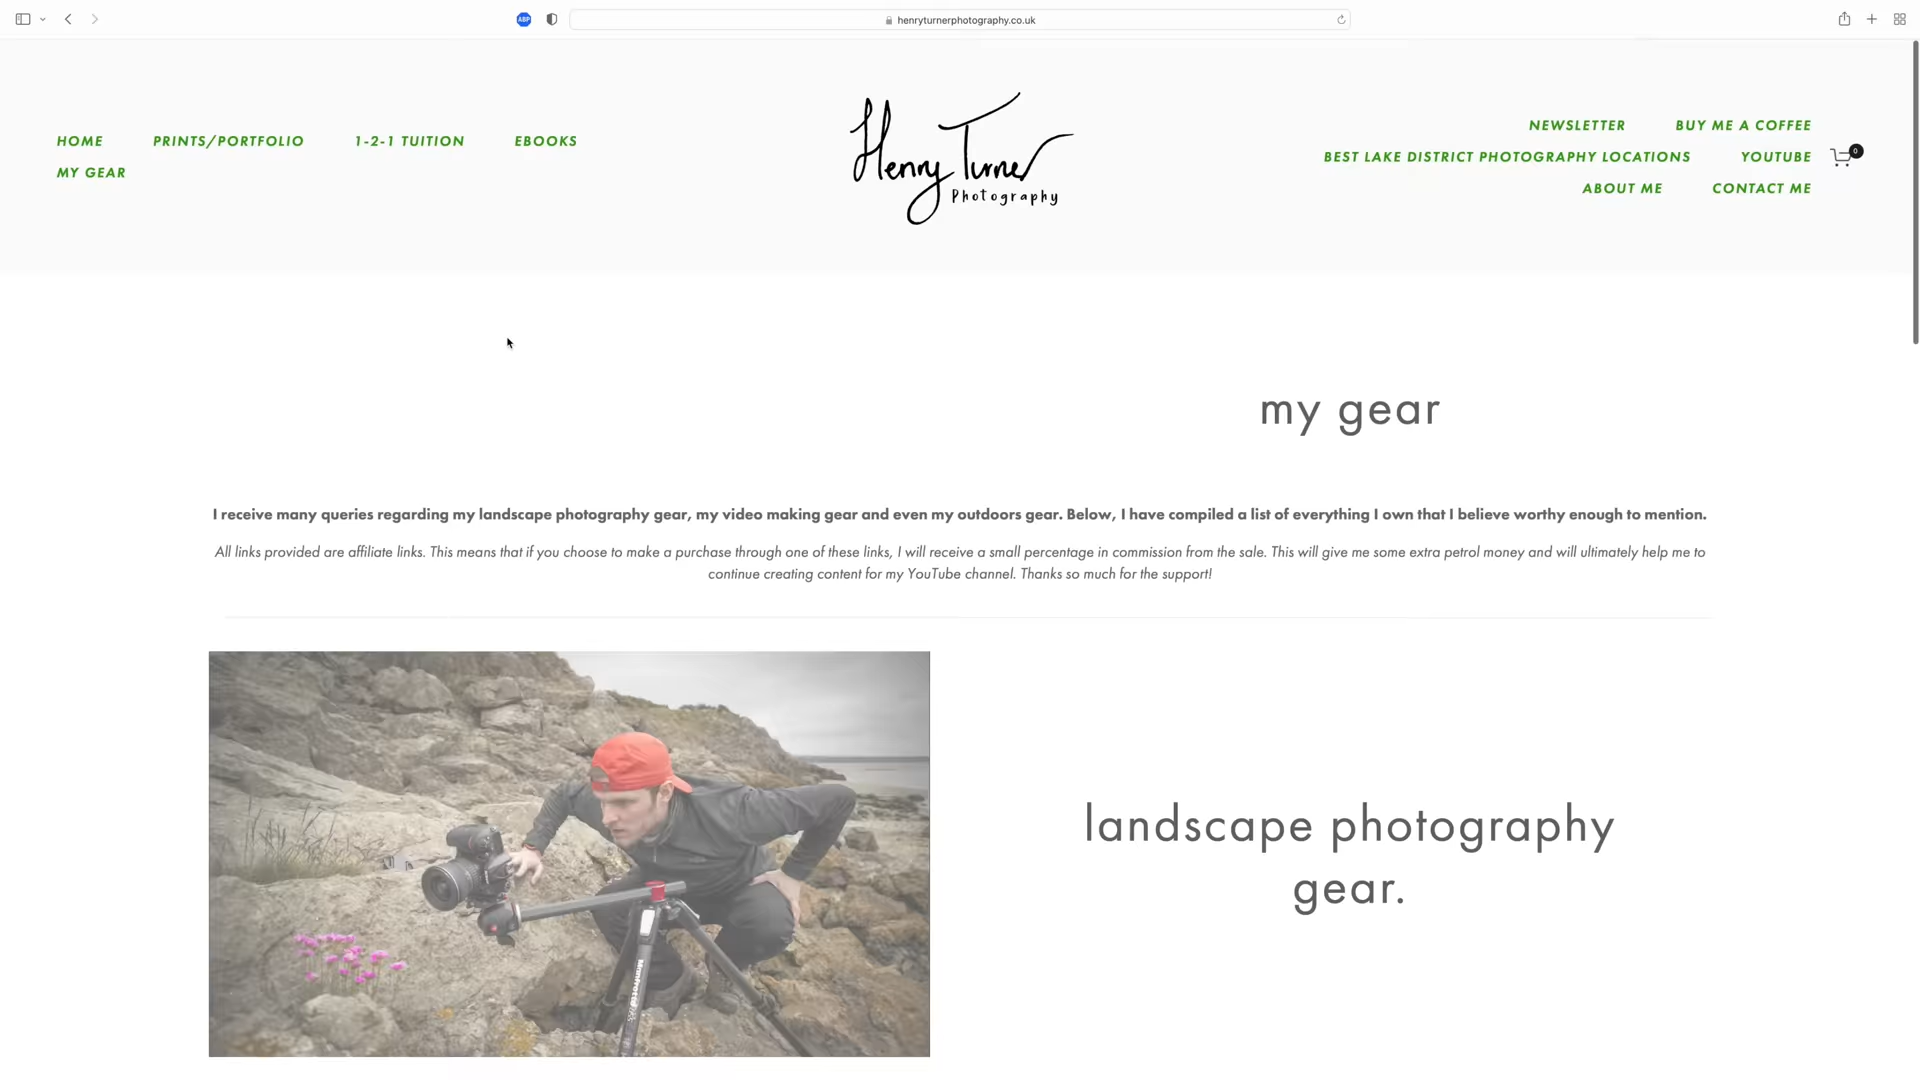 ABP
henryturnerphotography.co.uk
HOME PRINTS/PORTFOLIO 1-2-1 TUITION EBOOKS
MY GEAR
Henry Turner
Photography
NEWSLETTER BUY ME A COFFEE
BEST LAKE DISTRICT PHOTOGRAPHY LOCATIONS YOUTUBE
0
ABOUT ME CONTACT ME
my gear
I receive many queries regarding my landscape photography gear, my video making gear and even my outdoors gear. Below, I have compiled a list of everything I own that I believe worthy enough to mention.
All links provided are affiliate links. This means that if you choose to make a purchase through one of these links, I will receive a small percentage in commission from the sale. This will give me some extra petrol money and will ultimately help me to
continue creating content for my YouTube channel. Thanks so much for the support!
Manfrotto
landscape photography
gear.